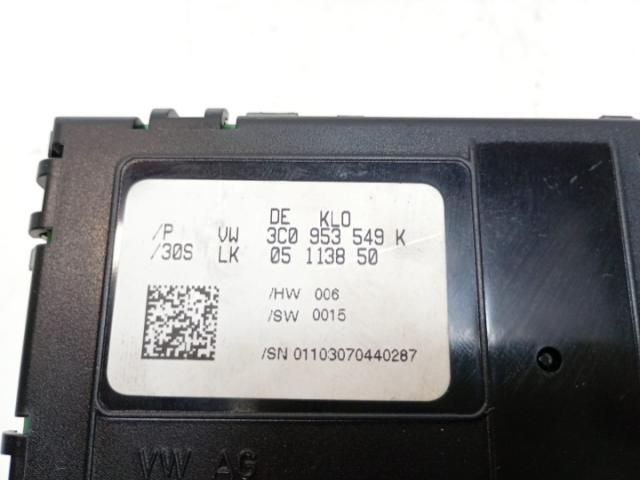 DE KLO
/P VW 3C0 953 549 K
/30S LK 05 1138 50
/HW 006
/SW 0015
/SN 01103070440287
VW AG